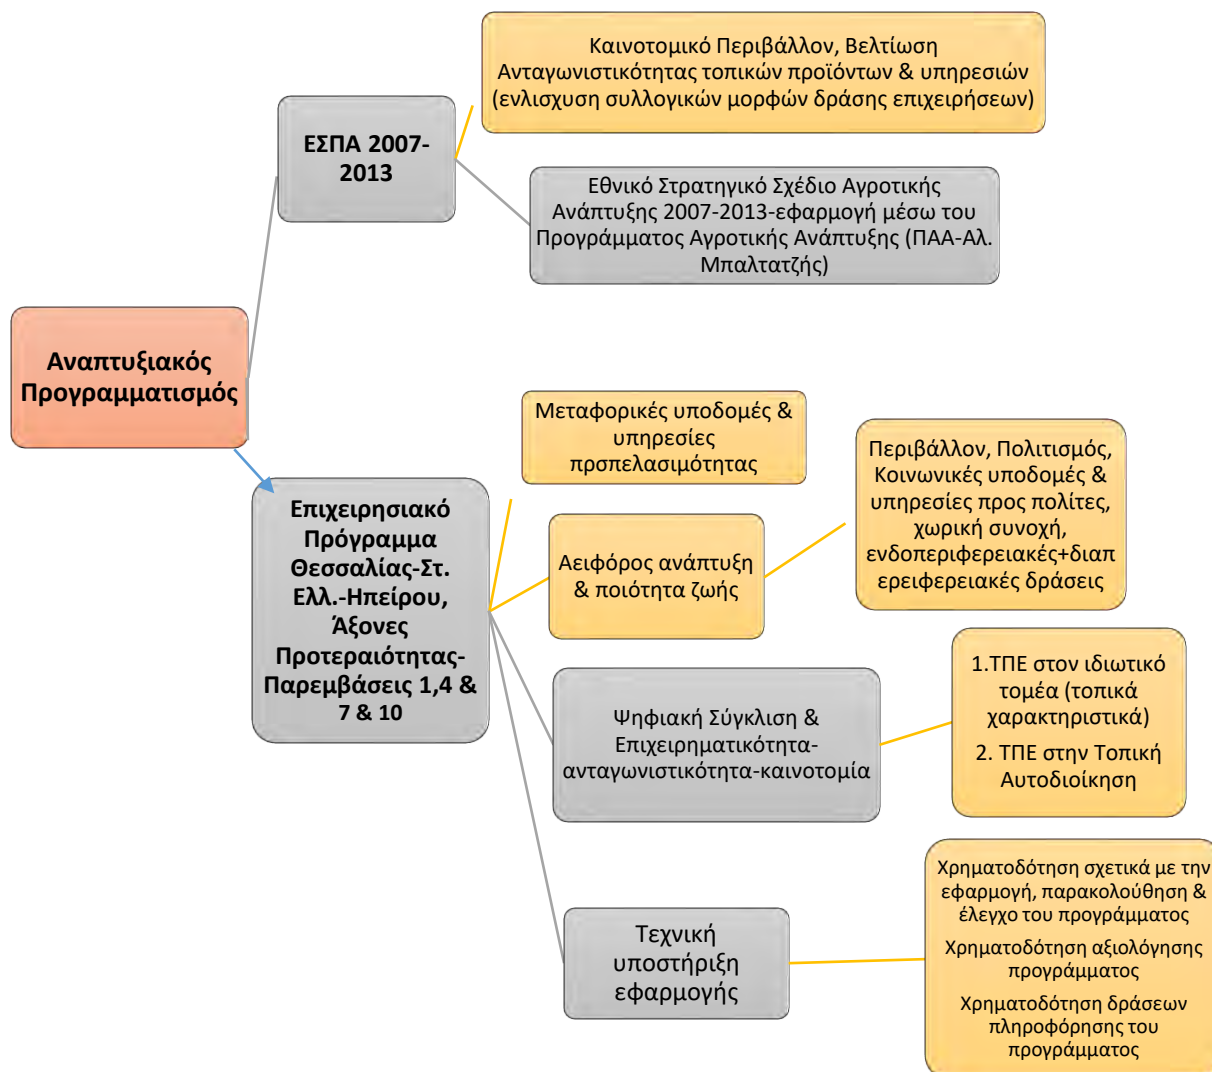 Καινοτομικό Περιβάλλον, Βελτίωση
Ανταγωνιστικότητας τοπικών προϊόντων & υπηρεσιών
(ενλισχυση συλλογικών μορφών δράσης επιχειρήσεων)
ΕΣΠΑ 2007-
2013
Εθνικό Στρατηγικό Σχέδιο Αγροτικής
Ανάπτυξης 2007-2013-εφαρμογή μέσω του
Προγράμματος Αγροτικής Ανάπτυξης (ΠΑΑ-Αλ.
Μπαλτατζής)
Αναπτυξιακός
Προγραμματισμός
Επιχειρησιακό
Πρόγραμμα
Θεσσαλίας-Στ.
Ελλ.-Ηπείρου,
Άξονες
Προτεραιότητας-
Παρεμβάσεις 1,4 &
7 & 10
Μεταφορικές υποδομές &
υπηρεσίες
πρσπελασιμότητας
Αειφόρος ανάπτυξη
& ποιότητα ζωής
Περιβάλλον, Πολιτισμός,
Κοινωνικές υποδομές &
υπηρεσίες προς πολίτες,
χωρική συνοχή,
ενδοπεριφερειακές+διαπ
ερειφερειακές δράσεις
Ψηφιακή Σύγκλιση &
Επιχειρηματικότητα-
ανταγωνιστικότητα-καινοτομία
1.ΤΠΕ στον ιδιωτικό
τομέα (τοπικά
χαρακτηριστικά)
2. ΤΠΕ στην Τοπική
Αυτοδιοίκηση
Τεχνική
υποστήριξη
εφαρμογής
Χρηματοδότηση σχετικά με την
εφαρμογή, παρακολούθηση &
έλεγχο του προγράμματος
Χρηματοδότηση αξιολόγησης
προγράμματος
Χρηματοδότηση δράσεων
πληροφόρησης του
προγράμματος